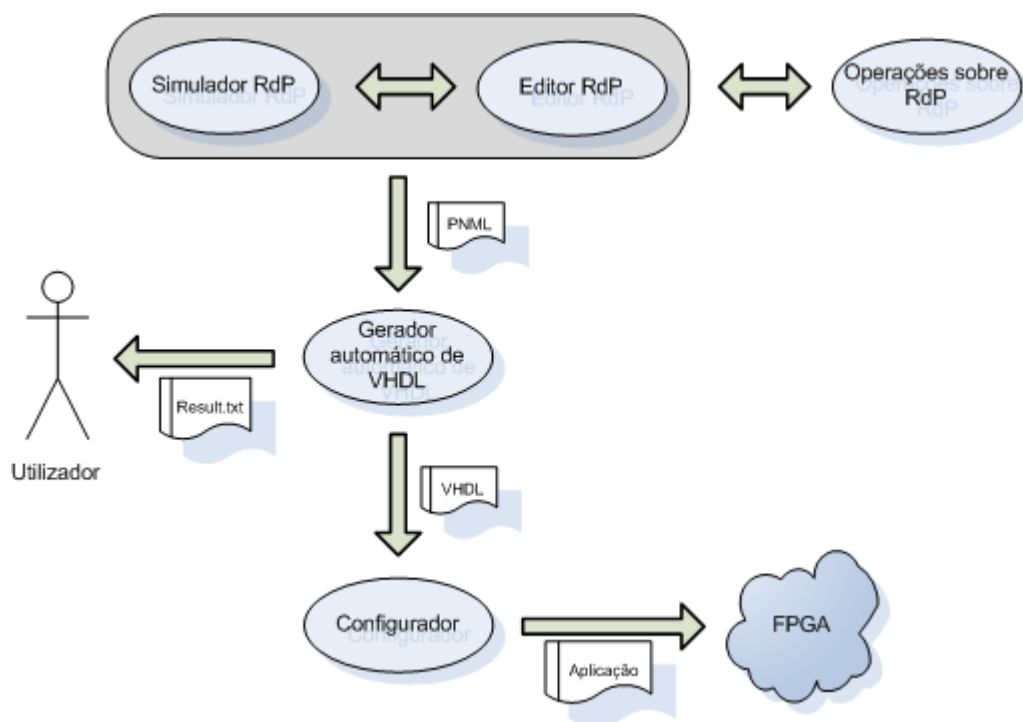 Simulador RdP
Editor RdP
Operações sobre
RdP
PNML
Gerador
automático de
VHDL
Result.txt
Utilizador
VHDL
Configurador
Aplicação
FPGA